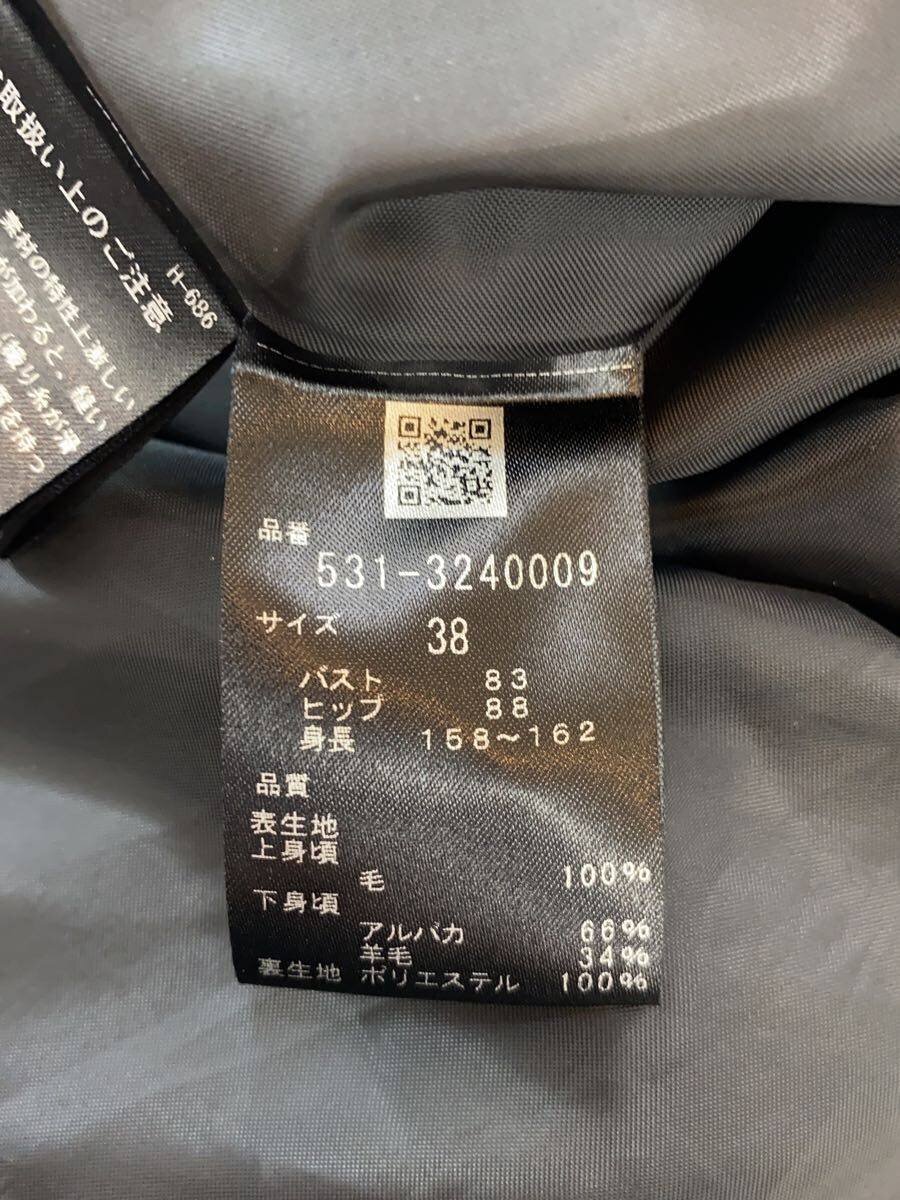 取扱い上のご注意
H-686
素材の特性上激しい
が加わると、縫い
品番
531-3240009
サイズ 38
バスト 83
ヒップ 88
身長 158～162
品質
表生地
上身頃
毛 100%
下身頃
アルパカ 66%
羊毛 34%
裏生地 ポリエステル 100%